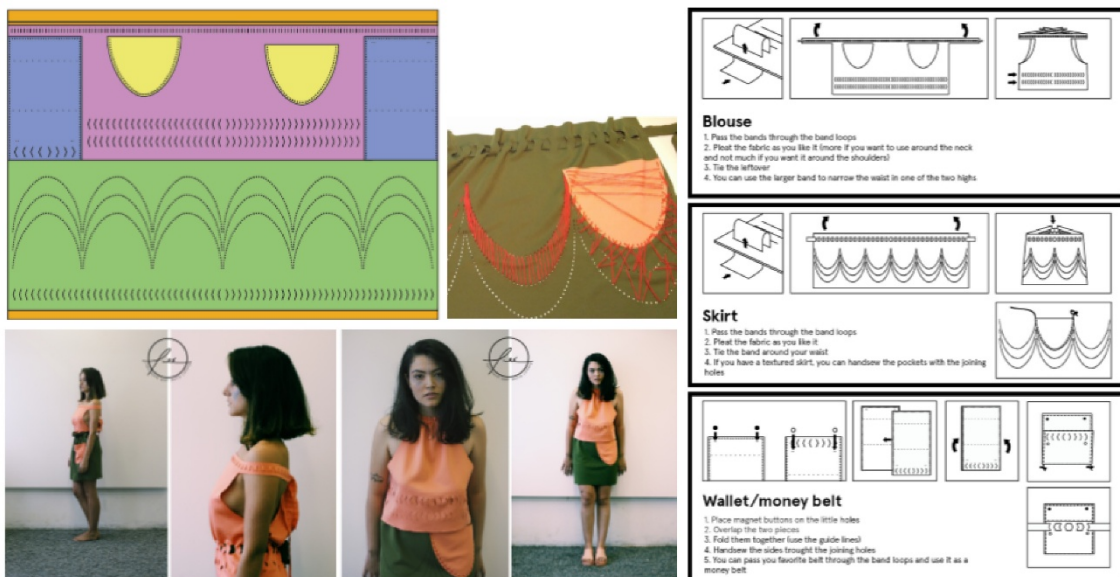 Blouse
1. Pass the bands through the band loops
2. Pleat the fabric as you like it (more if you want to use around the neck
and not much if you want it around the shoulders)
3. Tie the leftover
4. You can use the larger band to narrow the waist in one of the two highs
Skirt
1. Pass the bands through the band loops
2. Pleat the fabric as you like it
3. Tie the band around your waist
4. If you have a textured skirt, you can handsew the pockets with the joining
holes
Wallet/money belt
1. Place magnet buttons on the little holes
2. Overlap the two pieces
3. Fold them together (use the guide lines)
4. Handsew the sides trought the joining holes
5. You can pass you favorite belt through the band loops and use it as a
money belt